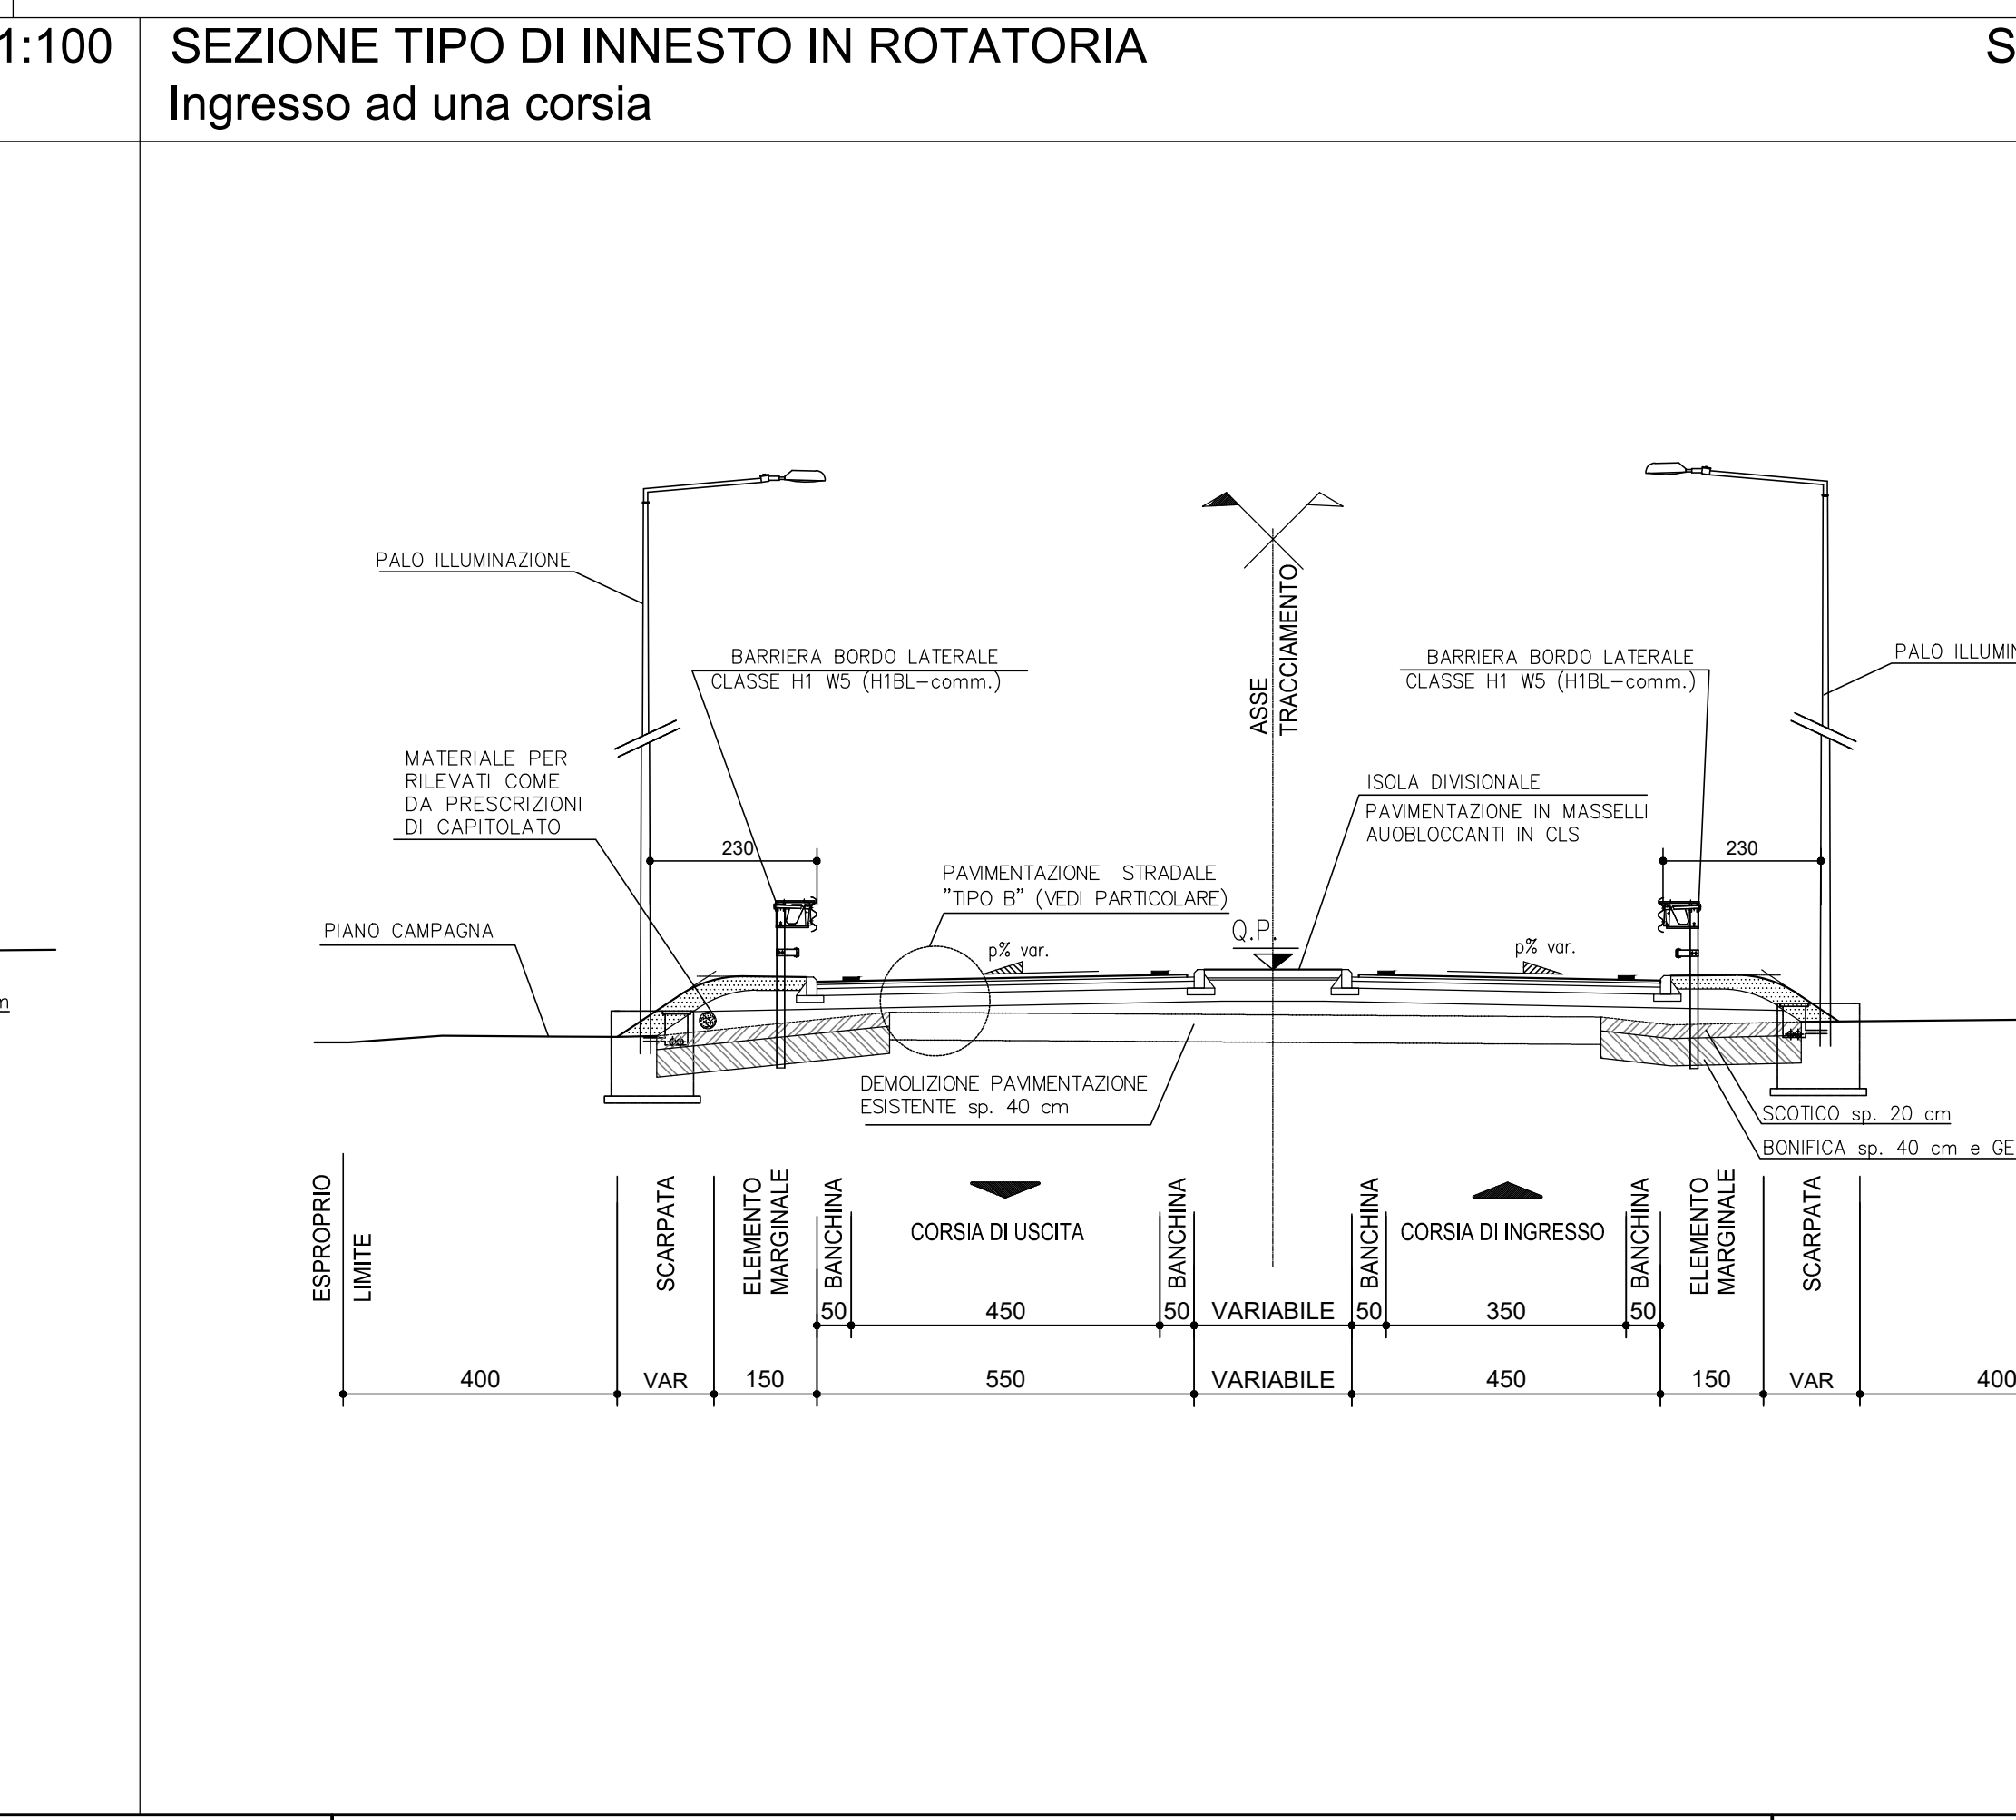 1:100
SEZIONE TIPO DI INNESTO IN ROTATORIA
S
Ingresso ad una corsia
PALO ILLUMINAZIONE
ASSE
TRACCIAMENTO
BARRIERA BORDO LATERALE
CLASSE H1 W5 (H1BL-comm.)
BARRIERA BORDO LATERALE
CLASSE H1 W5 (H1BL-comm.)
PALO ILLUMIN
MATERIALE PER
RILEVATI COME
DA PRESCRIZIONI
DI CAPITOLATO
ISOLA DIVISIONALE
PAVIMENTAZIONE IN MASSELLI
AUOBLOCCANTI IN CLS
230
230
PAVIMENTAZIONE STRADALE
"TIPO B" (VEDI PARTICOLARE)
PIANO CAMPAGNA
Q.P.
p% var.
p% var.
m
DEMOLIZIONE PAVIMENTAZIONE
ESISTENTE sp. 40 cm
SCOTICO sp. 20 cm
BONIFICA sp. 40 cm e GE
ESPROPRIO
LIMITE
SCARPATA
ELEMENTO
MARGINALE
BANCHINA
CORSIA DI USCITA
BANCHINA
BANCHINA
CORSIA DI INGRESSO
BANCHINA
ELEMENTO
MARGINALE
SCARPATA
50 450 50 VARIABILE 50 350 50
400 VAR 150 550 VARIABILE 450 150 VAR 400